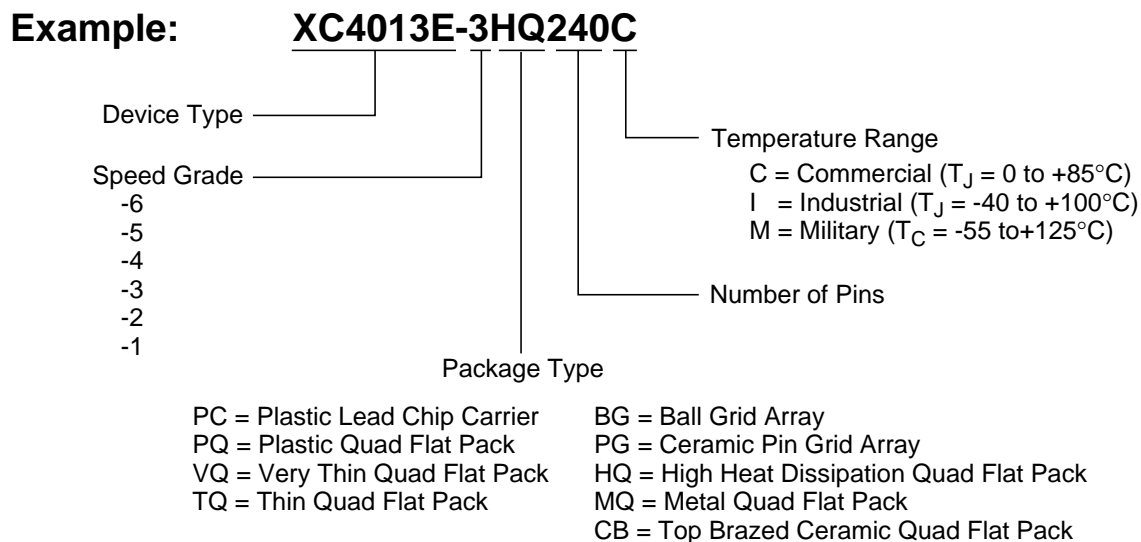 Example: XC4013E-3HQ240C
Device Type
Temperature Range
C = Commercial (TJ = 0 to +85°C)
I = Industrial (TJ = -40 to +100°C)
M = Military (TC = -55 to+125°C)
Speed Grade
-6
-5
-4
-3
-2
-1
Number of Pins
Package Type
PC = Plastic Lead Chip Carrier
PQ = Plastic Quad Flat Pack
VQ = Very Thin Quad Flat Pack
TQ = Thin Quad Flat Pack
BG = Ball Grid Array
PG = Ceramic Pin Grid Array
HQ = High Heat Dissipation Quad Flat Pack
MQ = Metal Quad Flat Pack
CB = Top Brazed Ceramic Quad Flat Pack